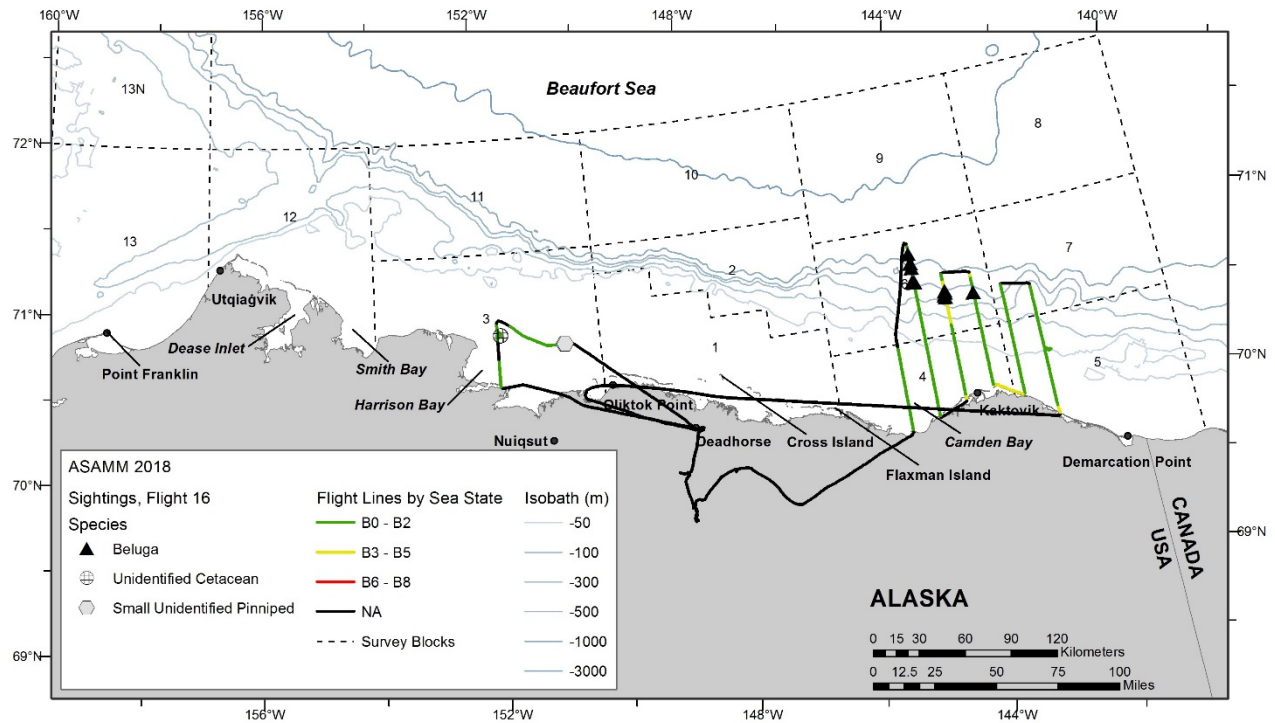 160°W 156°W 152°W 148°W 144°W 140°W
Beaufort Sea
13N
8
72°N
9
71°N
10
11
12
13
7
2
6
Utqiaġvik
71°N
3
70°N
Dease Inlet
1
5
Point Franklin
Smith Bay
4
Harrison Bay
Oliktok Point
Kaktovik
Nuiqsut
Deadhorse
Cross Island
Camden Bay
Demarcation Point
Flaxman Island
70°N
69°N
CANADA
USA
ASAMM 2018
Sightings, Flight 16
Species
Beluga
Unidentified Cetacean
Small Unidentified Pinniped
Flight Lines by Sea State
B0 - B2
B3 - B5
B6 - B8
NA
Survey Blocks
Isobath (m)
-50
-100
-300
-500
-1000
-3000
ALASKA
0 15 30 60 90 120
Kilometers
0 12.5 25 50 75 100
Miles
69°N
156°W 152°W 148°W 144°W